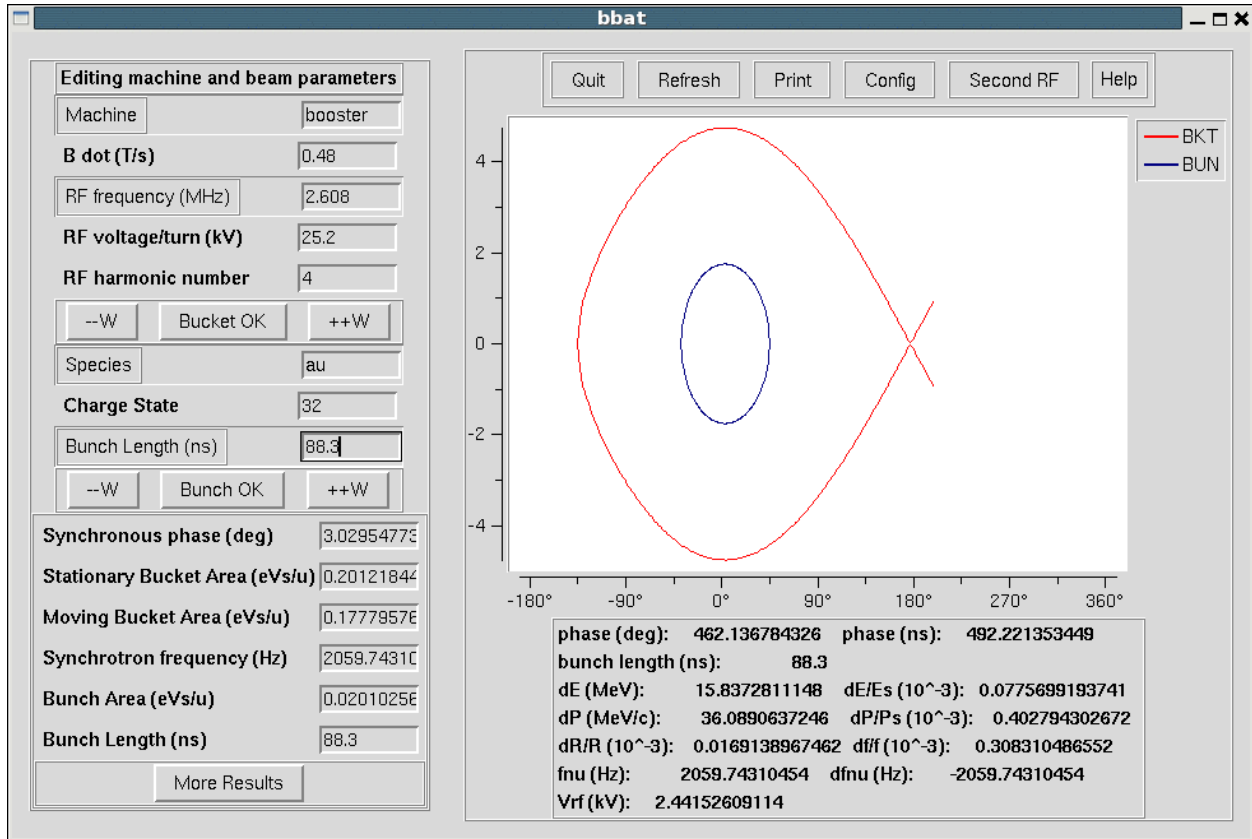 bbat
Editing machine and beam parameters
Machine booster
B dot (T/s) 0.48
RF frequency (MHz) 2.608
RF voltage/turn (kV) 25.2
RF harmonic number 4
--W Bucket OK ++W
Species au
Charge State 32
Bunch Length (ns) 88.3
--W Bunch OK ++W
Synchronous phase (deg) 3.02954773
Stationary Bucket Area (eVs/u) 0.20121844
Moving Bucket Area (eVs/u) 0.17779576
Synchrotron frequency (Hz) 2059.7431
Bunch Area (eVs/u) 0.02010256
Bunch Length (ns) 88.3
More Results
Quit Refresh Print Config Second RF Help
BKT
BUN
4
2
0
-2
-4
-180° -90° 0° 90° 180° 270° 360°
phase (deg): 462.136784326 phase (ns): 492.221353449
bunch length (ns): 88.3
dE (MeV): 15.8372811148 dE/Es (10^-3): 0.0775699193741
dP (MeV/c): 36.0890637246 dP/Ps (10^-3): 0.402794302672
dR/R (10^-3): 0.0169138967462 df/f (10^-3): 0.308310486552
fnu (Hz): 2059.74310454 dfnu (Hz): -2059.74310454
Vrf (kV): 2.44152609114